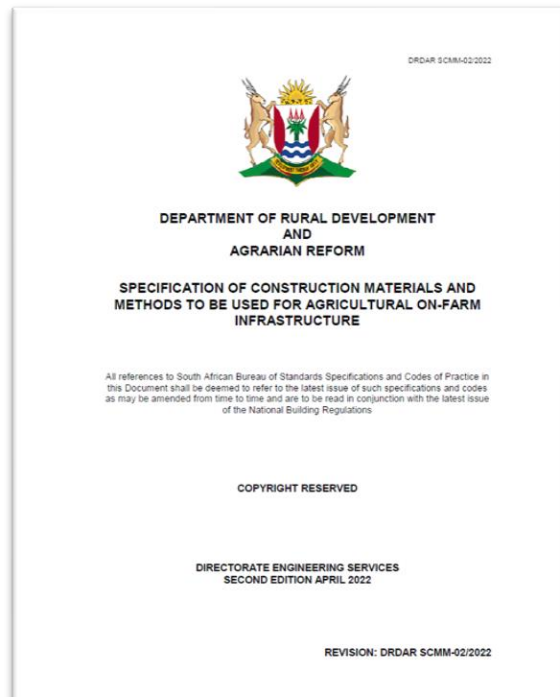 DRDAR SCMM-02/2022
DEPARTMENT OF RURAL DEVELOPMENT
AND
AGRARIAN REFORM
SPECIFICATION OF CONSTRUCTION MATERIALS AND
METHODS TO BE USED FOR AGRICULTURAL ON-FARM
INFRASTRUCTURE
All references to South African Bureau of Standards Specifications and Codes of Practice in
this Document shall be deemed to refer to the latest issue of such specifications and codes
as may be amended from time to time and are to be read in conjunction with the latest issue
of the National Building Regulations
COPYRIGHT RESERVED
DIRECTORATE ENGINEERING SERVICES
SECOND EDITION APRIL 2022
REVISION: DRDAR SCMM-02/2022